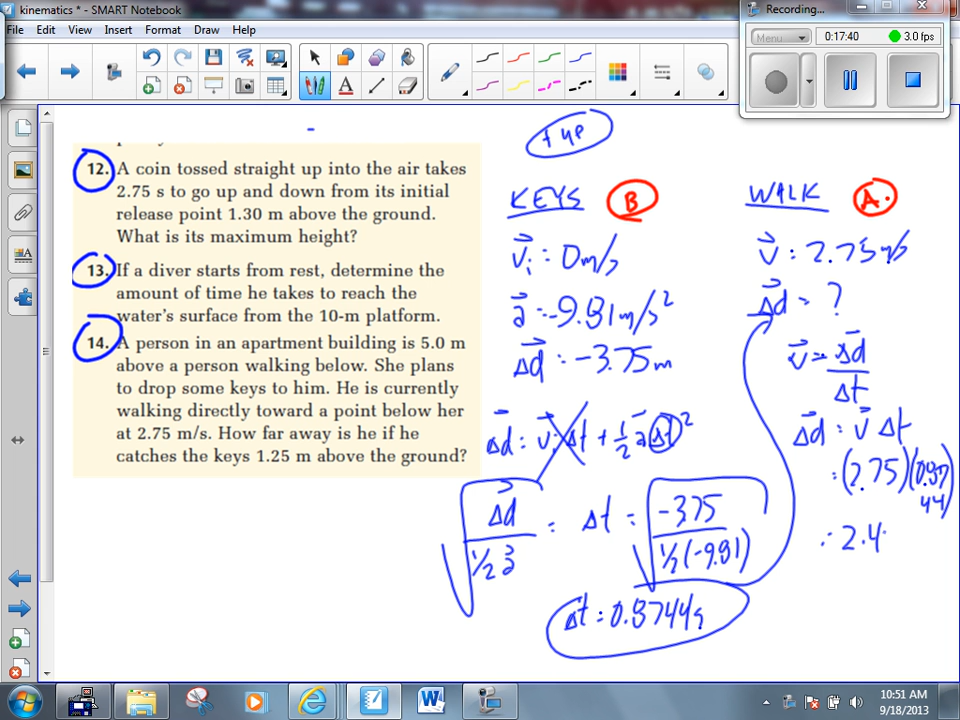 kinematics * - SMART Notebook
File Edit View Insert Format Draw Help
Recording...
Menu
0:17:40
3.0 fps
12. A coin tossed straight up into the air takes
2.75 s to go up and down from its initial
release point 1.30 m above the ground.
What is its maximum height?
13. If a diver starts from rest, determine the
amount of time he takes to reach the
water's surface from the 10-m platform.
14. A person in an apartment building is 5.0 m
above a person walking below. She plans
to drop some keys to him. He is currently
walking directly toward a point below her
at 2.75 m/s. How far away is he if he
catches the keys 1.25 m above the ground?
+ up
KEYS B
v⃗i = 0 m/s
a⃗ = -9.81 m/s²
Δd⃗ = -3.75 m
Δd⃗ = v⃗iΔt + 1/2 a⃗Δt²
√(Δd⃗ / 1/2 a⃗) = Δt = √(-3.75 / 1/2(-9.81))
Δt = 0.8744s
WALK A.
v⃗ = 2.75 m/s
Δd⃗ = ?
v⃗ = Δd⃗ / Δt
Δd⃗ = v⃗ Δt
= (2.75)(0.8744)
= 2.4
10:51 AM
9/18/2013